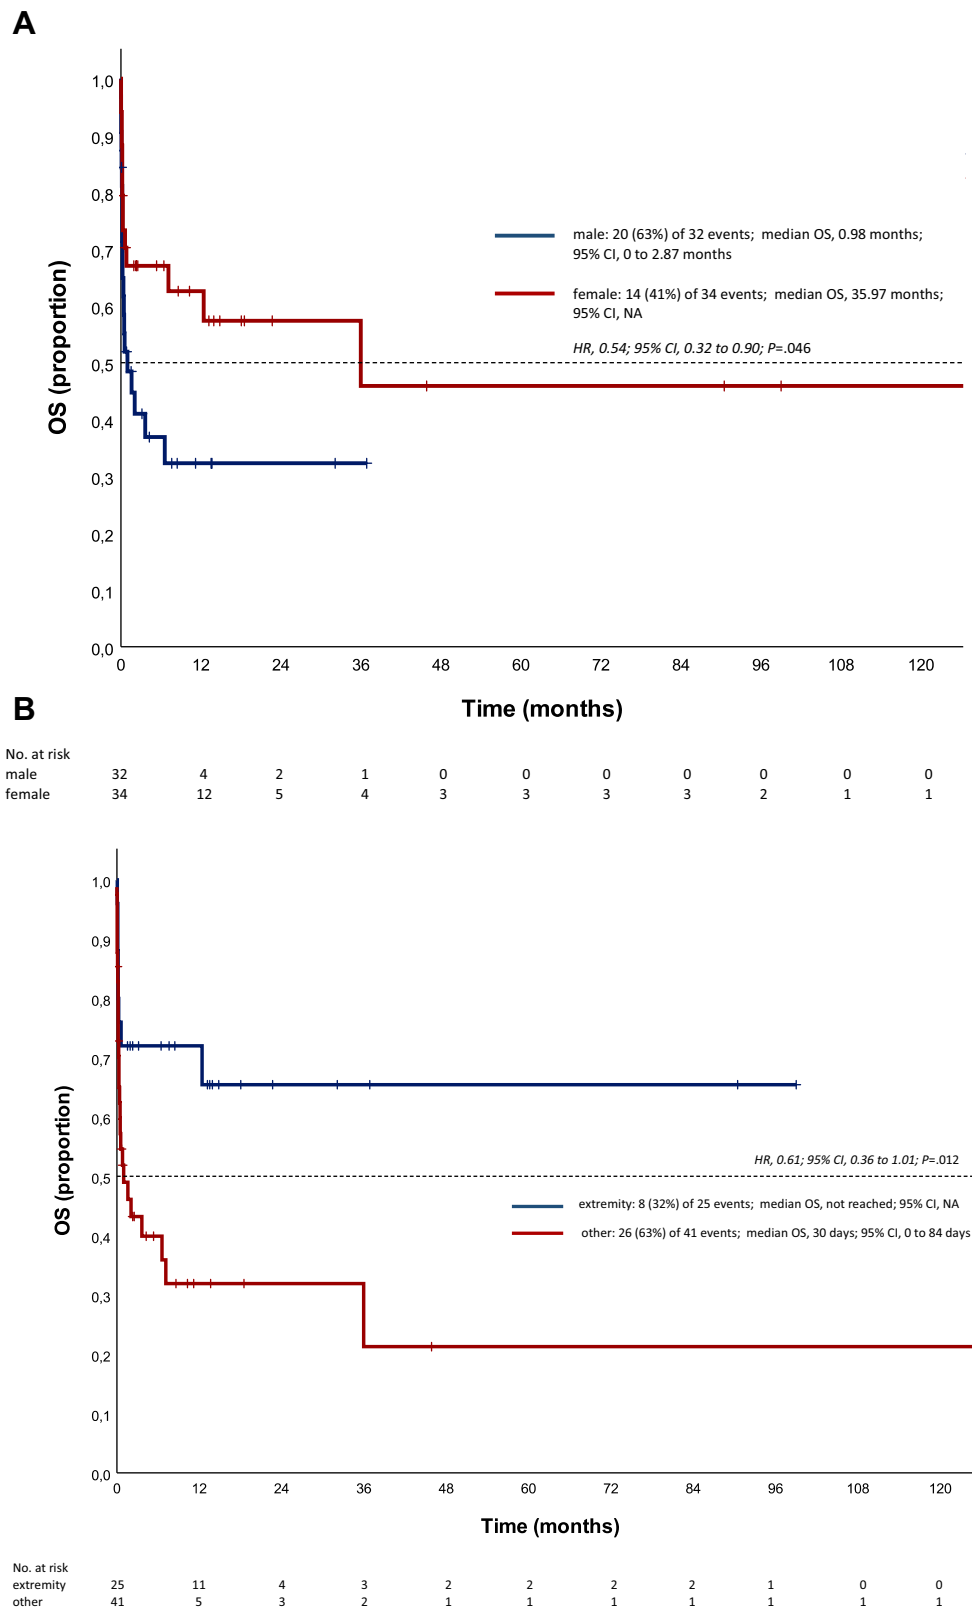 A
1,0
0,9
0,8
0,7
0,6
0,5
0,4
0,3
0,2
0,1
0,0
OS (proportion)
male: 20 (63%) of 32 events; median OS, 0.98 months;
95% CI, 0 to 2.87 months
female: 14 (41%) of 34 events; median OS, 35.97 months;
95% CI, NA
HR, 0.54; 95% CI, 0.32 to 0.90; P=.046
0 12 24 36 48 60 72 84 96 108 120
Time (months)
B
No. at risk
male 32 4 2 1 0 0 0 0 0 0 0
female 34 12 5 4 3 3 3 3 2 1 1
1,0
0,9
0,8
0,7
0,6
0,5
0,4
0,3
0,2
0,1
0,0
OS (proportion)
HR, 0.61; 95% CI, 0.36 to 1.01; P=.012
extremity: 8 (32%) of 25 events; median OS, not reached; 95% CI, NA
other: 26 (63%) of 41 events; median OS, 30 days; 95% CI, 0 to 84 days
0 12 24 36 48 60 72 84 96 108 120
Time (months)
No. at risk
extremity 25 11 4 3 2 2 2 2 1 0 0
other 41 5 3 2 1 1 1 1 1 1 1